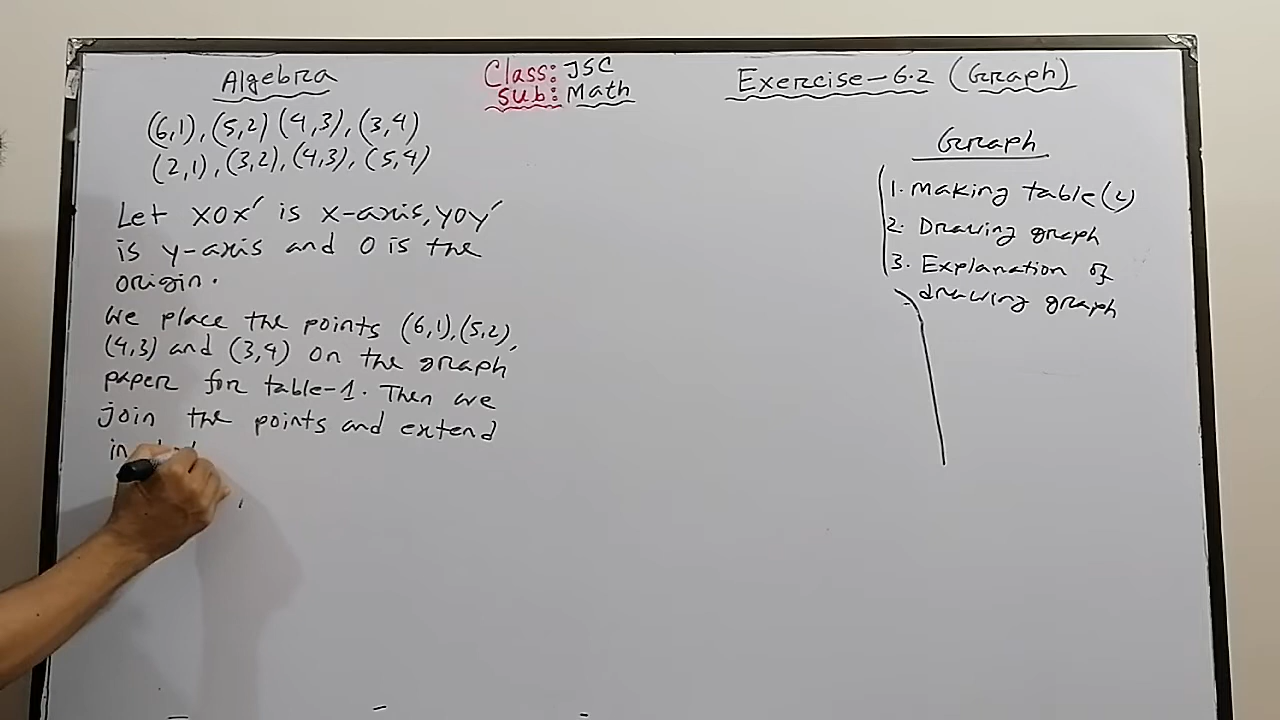 Algebra
(6,1), (5,2) (4,3), (3,4)
(2,1), (3,2), (4,3), (5,4)
Let XOX′ is x-axis, YOY′
is y-axis and O is the
origin.
We place the points (6,1), (5,2),
(4,3) and (3,4) on the graph
paper for table-1. Then we
join the points and extend
in
Class: JSC
Sub: Math
Exercise-6.2 (Graph)
Graph
1. Making table(2)
2. Drawing graph
3. Explanation of
drawing graph